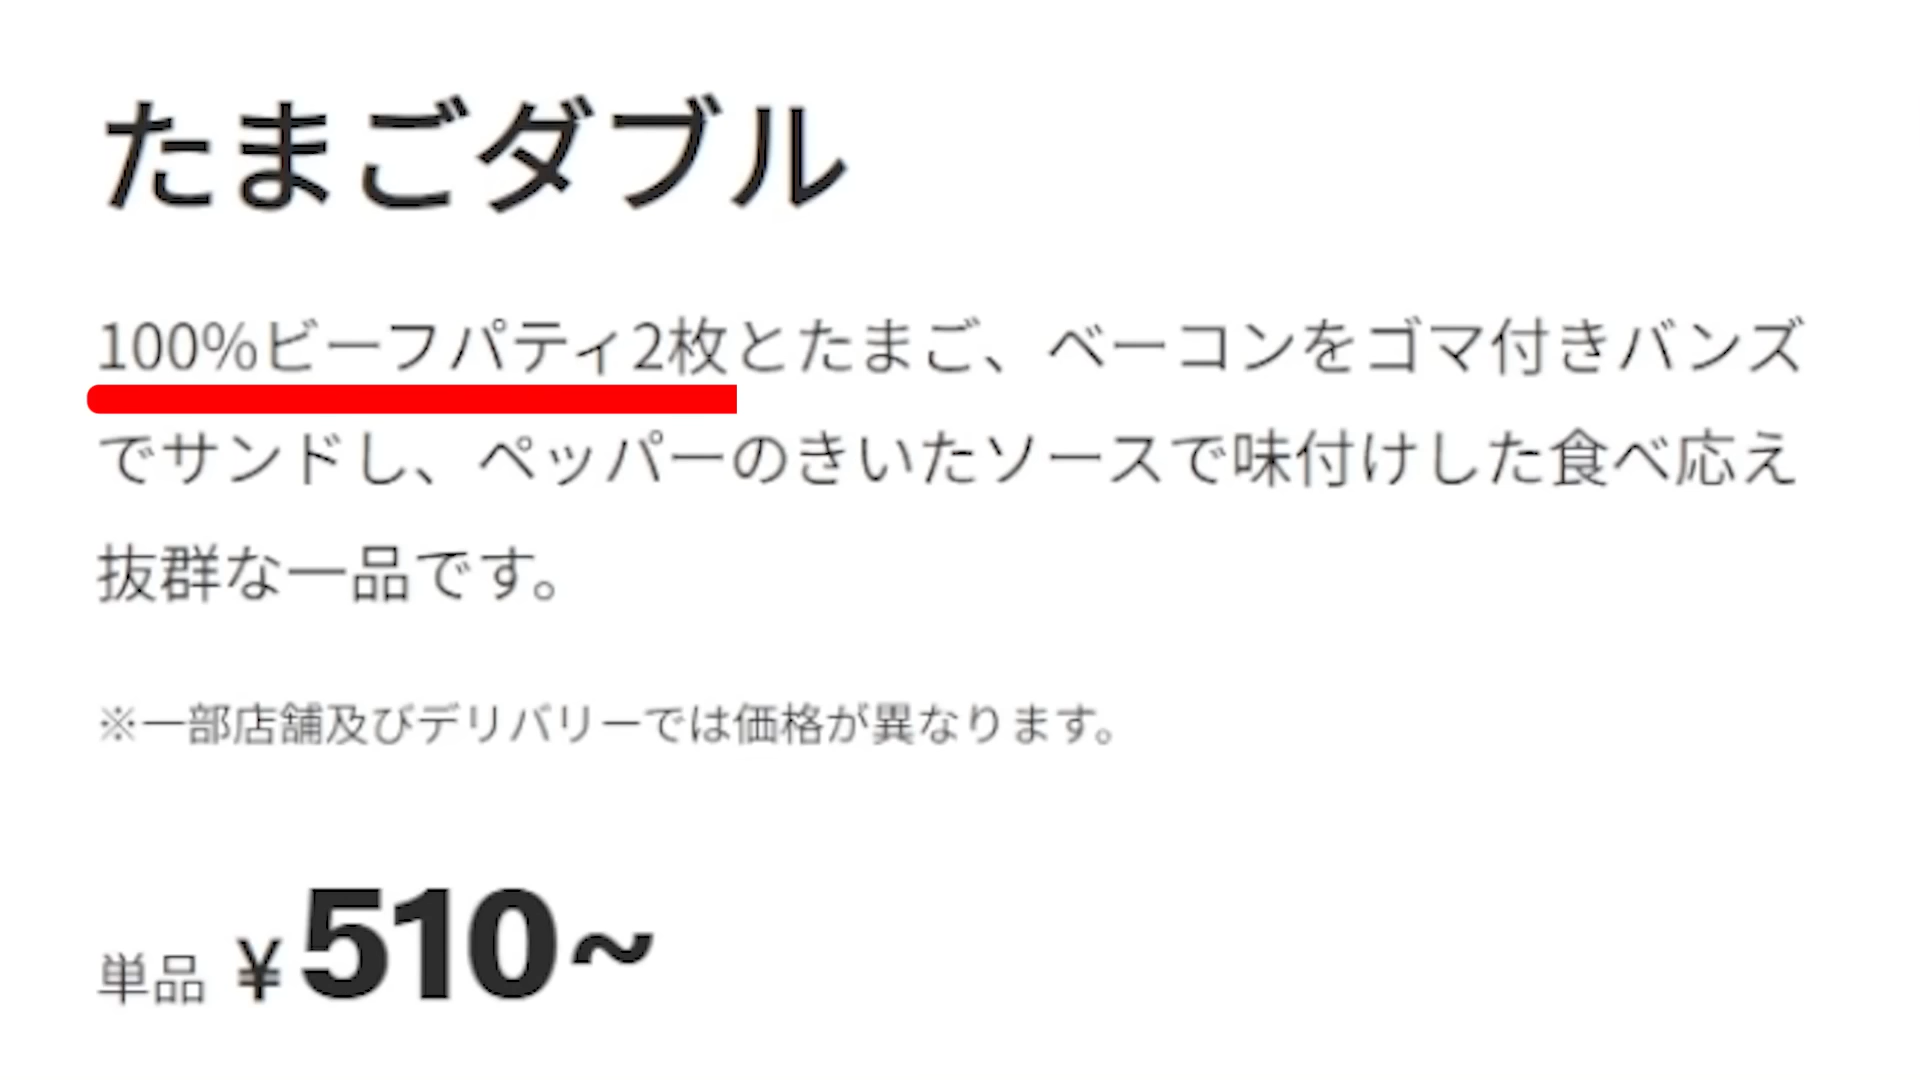 たまごダブル
100%ビーフパティ2枚とたまご、ベーコンをゴマ付きバンズ
でサンドし、ペッパーのきいたソースで味付けした食べ応え
抜群な一品です。
※一部店舗及びデリバリーでは価格が異なります。
単品 ¥510~